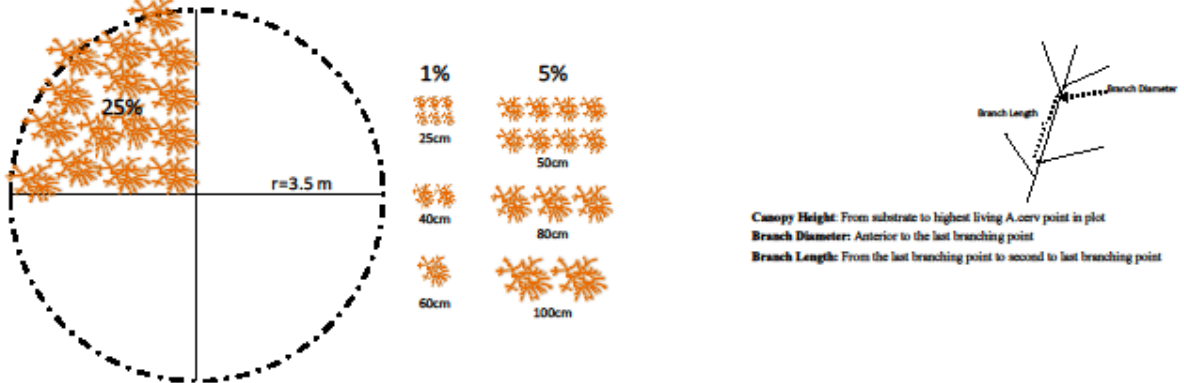 25%
r=3.5 m
1%
5%
25cm
50cm
40cm
80cm
60cm
100cm
Branch Diameter
Branch Length
Canopy Height: From substrate to highest living A.cerv point in plot
Branch Diameter: Anterior to the last branching point
Branch Length: From the last branching point to second to last branching point